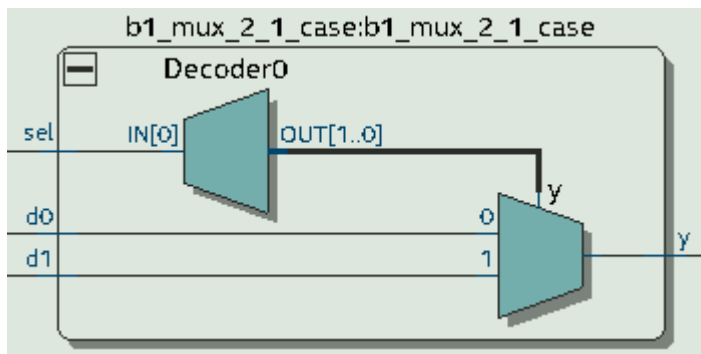 b1_mux_2_1_case:b1_mux_2_1_case
Decoder0
sel IN[0] OUT[1..0]
y
d0 0
y
d1 1